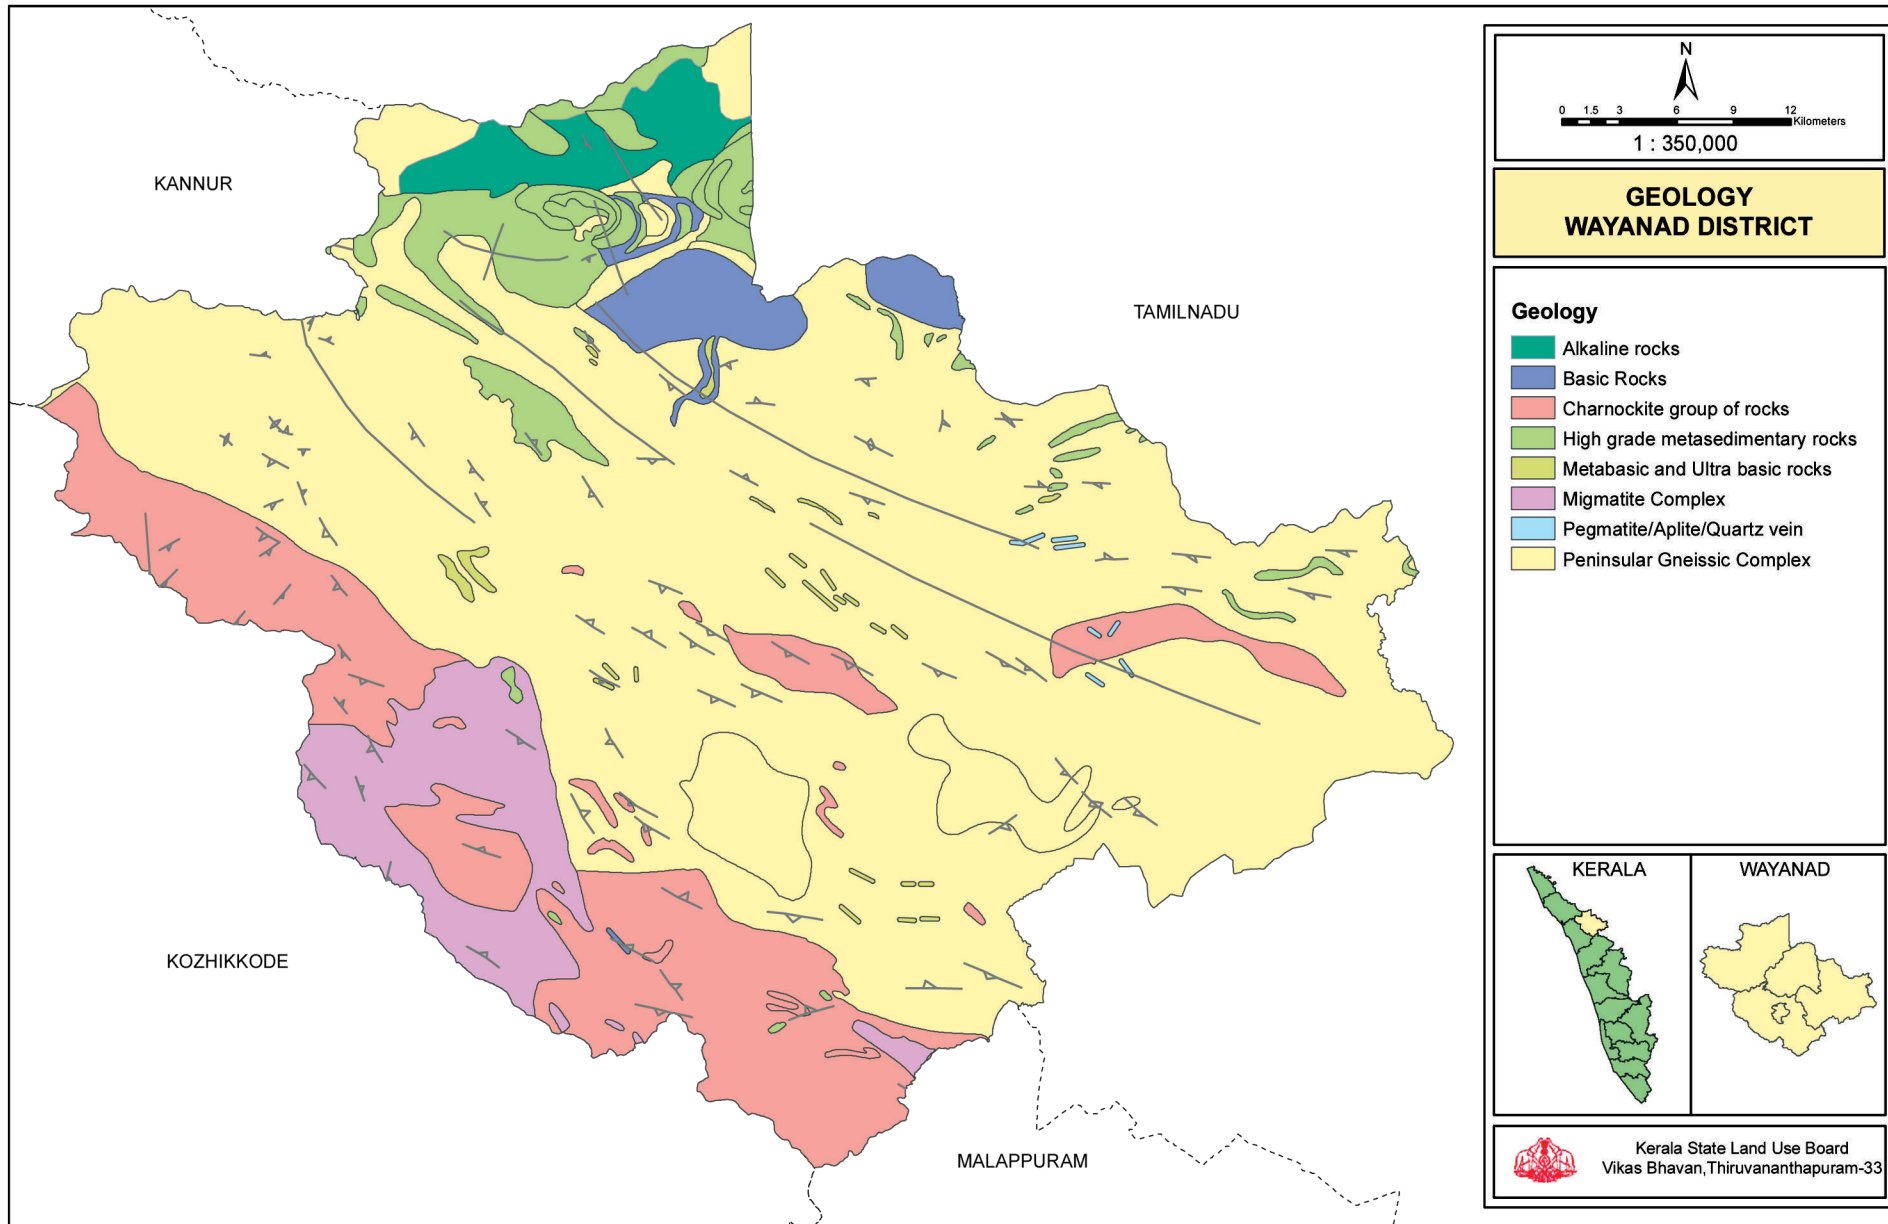 KANNUR
TAMILNADU
KOZHIKKODE
MALAPPURAM
N
0 1.5 3 6 9 12
Kilometers
1 : 350,000
GEOLOGY
WAYANAD DISTRICT
Geology
Alkaline rocks
Basic Rocks
Charnockite group of rocks
High grade metasedimentary rocks
Metabasic and Ultra basic rocks
Migmatite Complex
Pegmatite/Aplite/Quartz vein
Peninsular Gneissic Complex
KERALA
WAYANAD
Kerala State Land Use Board
Vikas Bhavan,Thiruvananthapuram-33